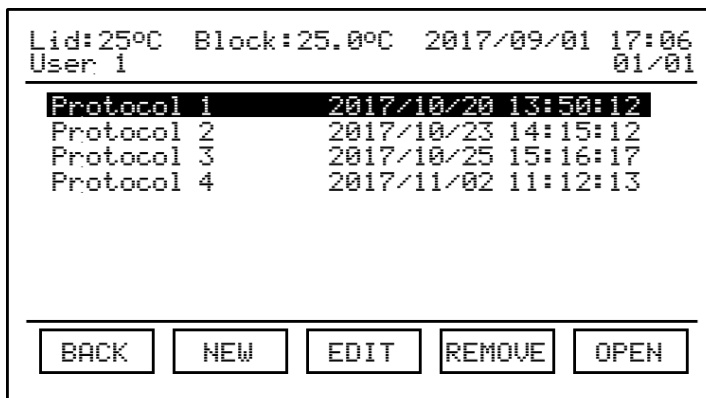 Lid:25ºC Block:25.0ºC 2017/09/01 17:06
User 1 01/01
Protocol 1 2017/10/20 13:50:12
Protocol 2 2017/10/23 14:15:12
Protocol 3 2017/10/25 15:16:17
Protocol 4 2017/11/02 11:12:13
BACK NEW EDIT REMOVE OPEN